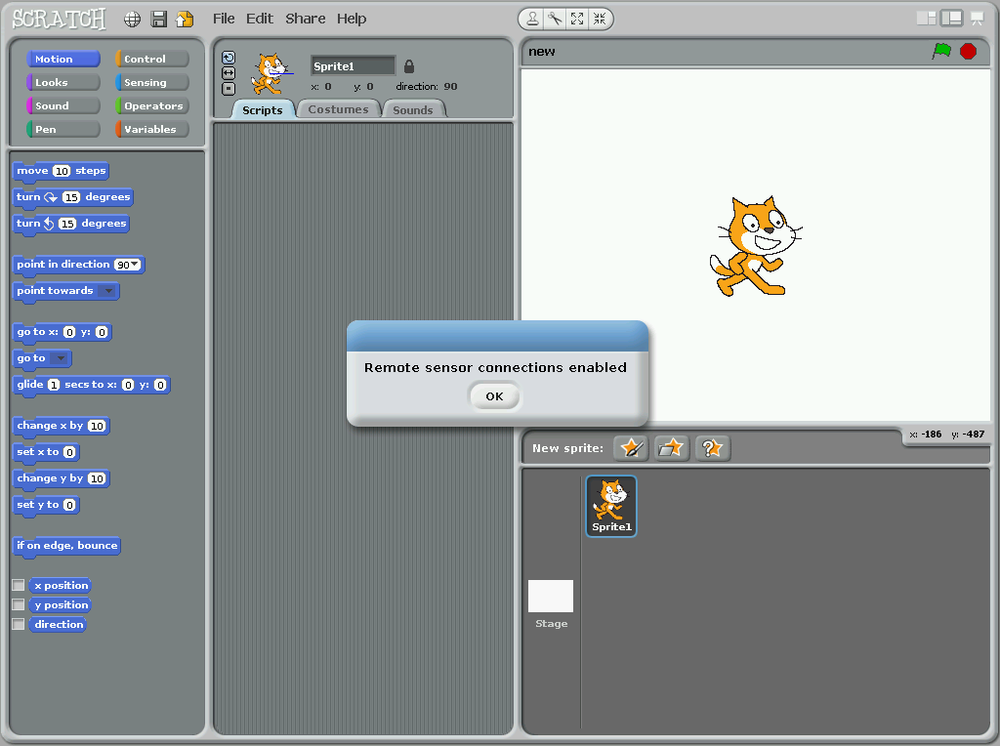 SCRATCH File Edit Share Help
Motion Control
Looks Sensing
Sound Operators
Pen Variables
move 10 steps
turn 15 degrees
turn 15 degrees
point in direction 90
point towards
go to x: 0 y: 0
go to
glide 1 secs to x: 0 y: 0
change x by 10
set x to 0
change y by 10
set y to 0
if on edge, bounce
x position
y position
direction
Sprite1
x: 0 y: 0 direction: 90
Scripts Costumes Sounds
new
Remote sensor connections enabled
OK
x: -186 y: -487
New sprite:
Sprite1
Stage